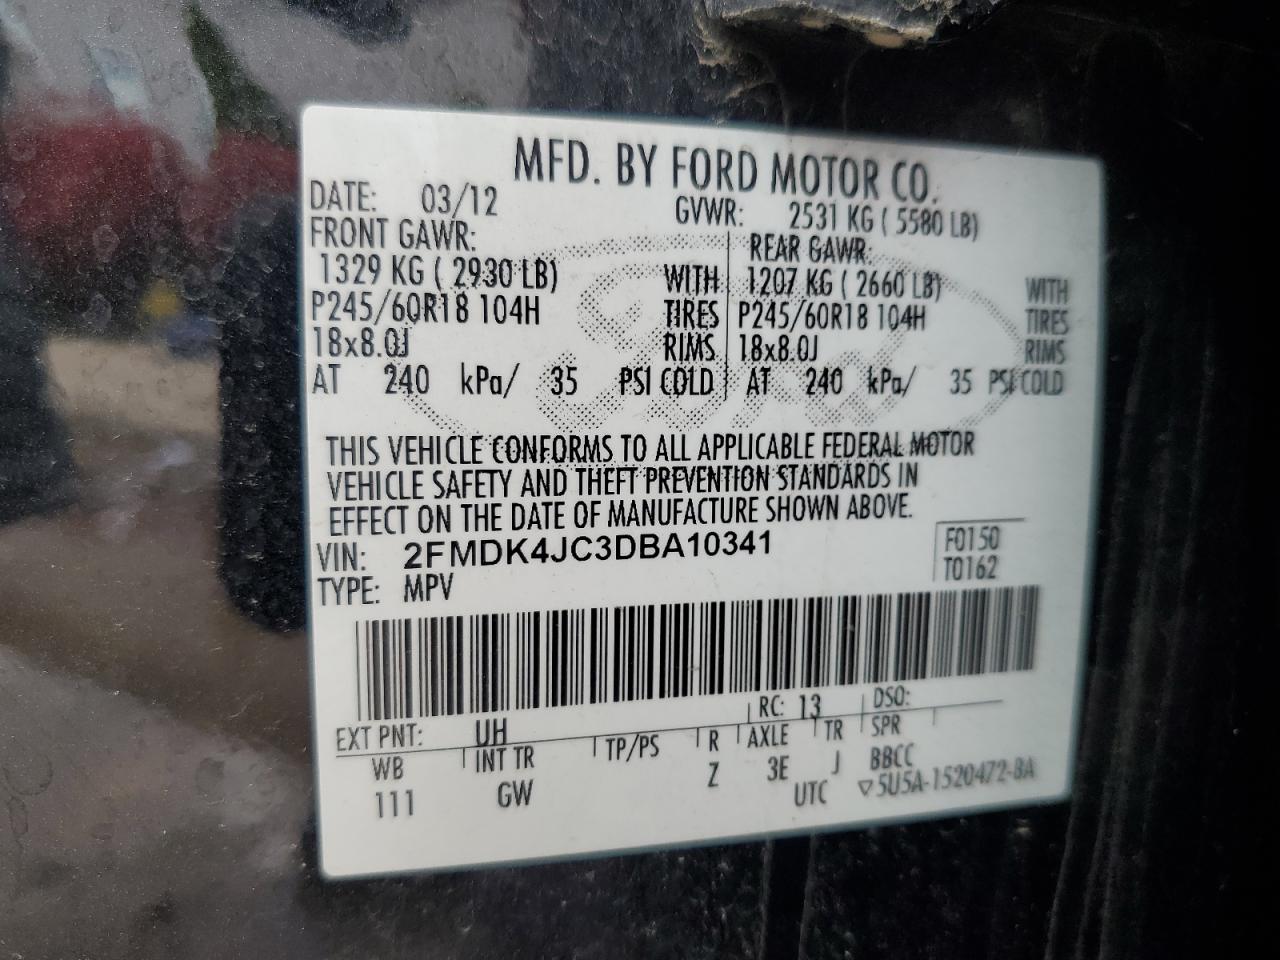 MFD. BY FORD MOTOR CO.
DATE: 03/12 GVWR: 2531 KG ( 5580 LB)
FRONT GAWR: REAR GAWR:
1329 KG ( 2930 LB) WITH 1207 KG ( 2660 LB) WITH
P245/60R18 104H TIRES P245/60R18 104H TIRES
18x8.0J RIMS 18x8.0J RIMS
AT 240 kPa/ 35 PSI COLD AT 240 kPa/ 35 PSI COLD
Ford
THIS VEHICLE CONFORMS TO ALL APPLICABLE FEDERAL MOTOR
VEHICLE SAFETY AND THEFT PREVENTION STANDARDS IN
EFFECT ON THE DATE OF MANUFACTURE SHOWN ABOVE.
VIN: 2FMDK4JC3DBA10341 F0150
TYPE: MPV T0162
EXT PNT: UH RC: 13 DSO:
WB INT TR TP/PS R AXLE TR SPR
111 GW Z 3E J BBCC
UTC ▽5U5A-1520472-BA